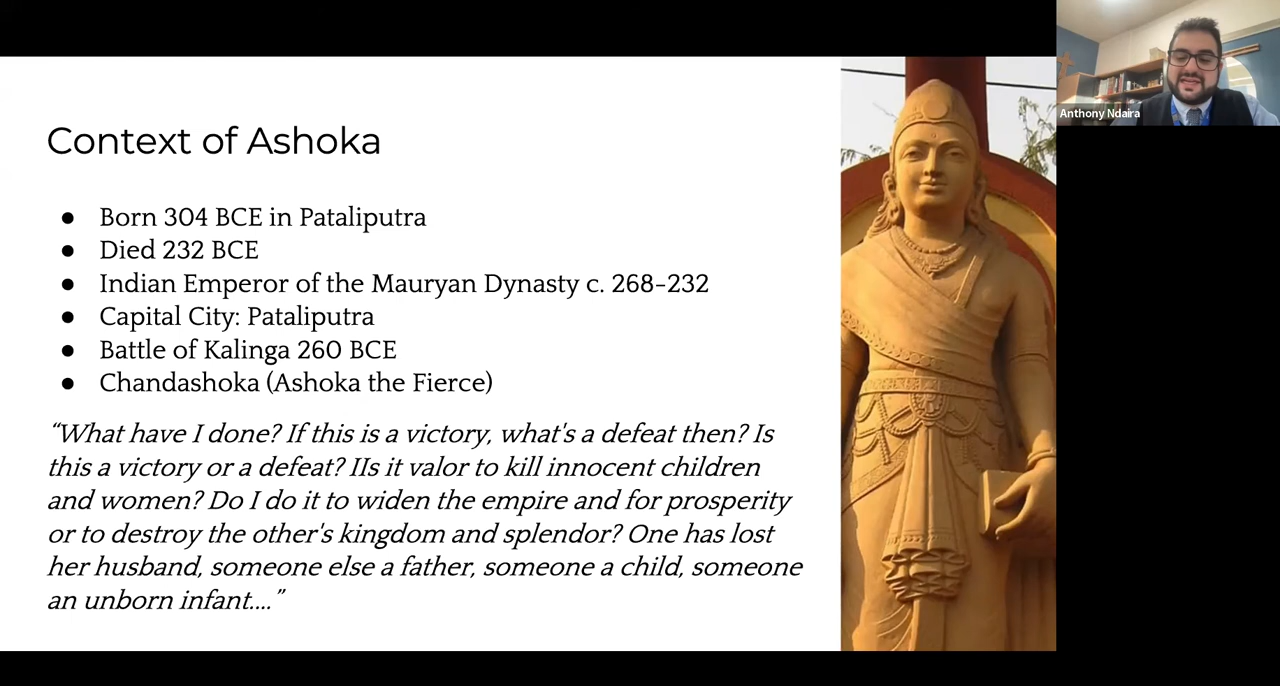 Context of Ashoka
● Born 304 BCE in Pataliputra
● Died 232 BCE
● Indian Emperor of the Mauryan Dynasty c. 268-232
● Capital City: Pataliputra
● Battle of Kalinga 260 BCE
● Chandashoka (Ashoka the Fierce)
“What have I done? If this is a victory, what's a defeat then? Is
this a victory or a defeat? IIs it valor to kill innocent children
and women? Do I do it to widen the empire and for prosperity
or to destroy the other's kingdom and splendor? One has lost
her husband, someone else a father, someone a child, someone
an unborn infant....”
Anthony Ndaira